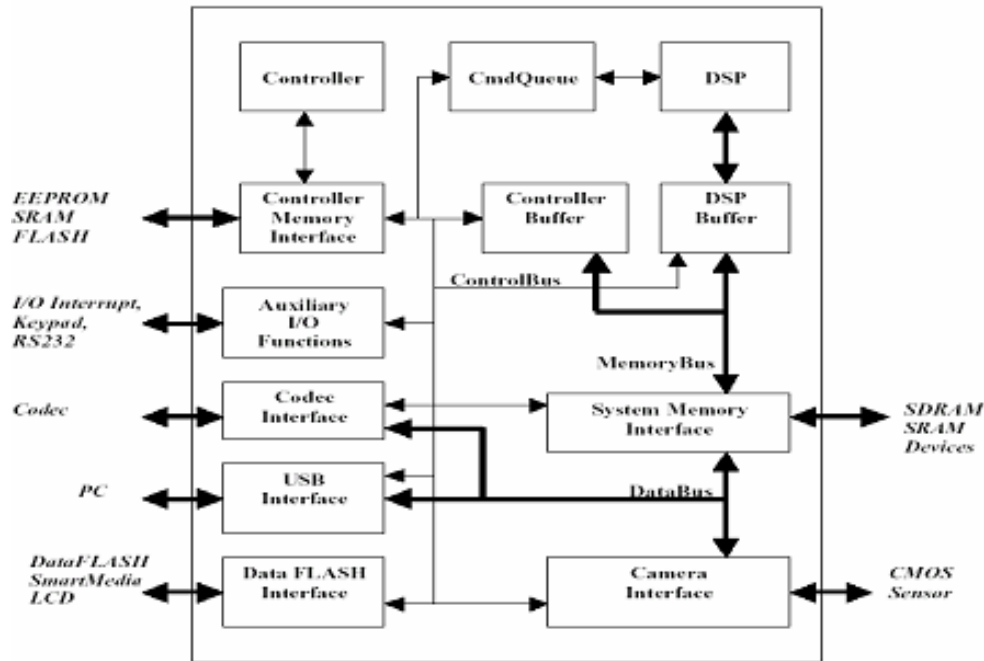 Controller
CmdQueue
DSP
EEPROM
SRAM
FLASH
Controller
Memory
Interface
Controller
Buffer
DSP
Buffer
ControlBus
I/O Interrupt,
Keypad,
RS232
Auxiliary
I/O
Functions
MemoryBus
Codec
Codec
Interface
System Memory
Interface
SDRAM
SRAM
Devices
PC
USB
Interface
DataBus
DataFLASH
SmartMedia
LCD
Data FLASH
Interface
Camera
Interface
CMOS
Sensor